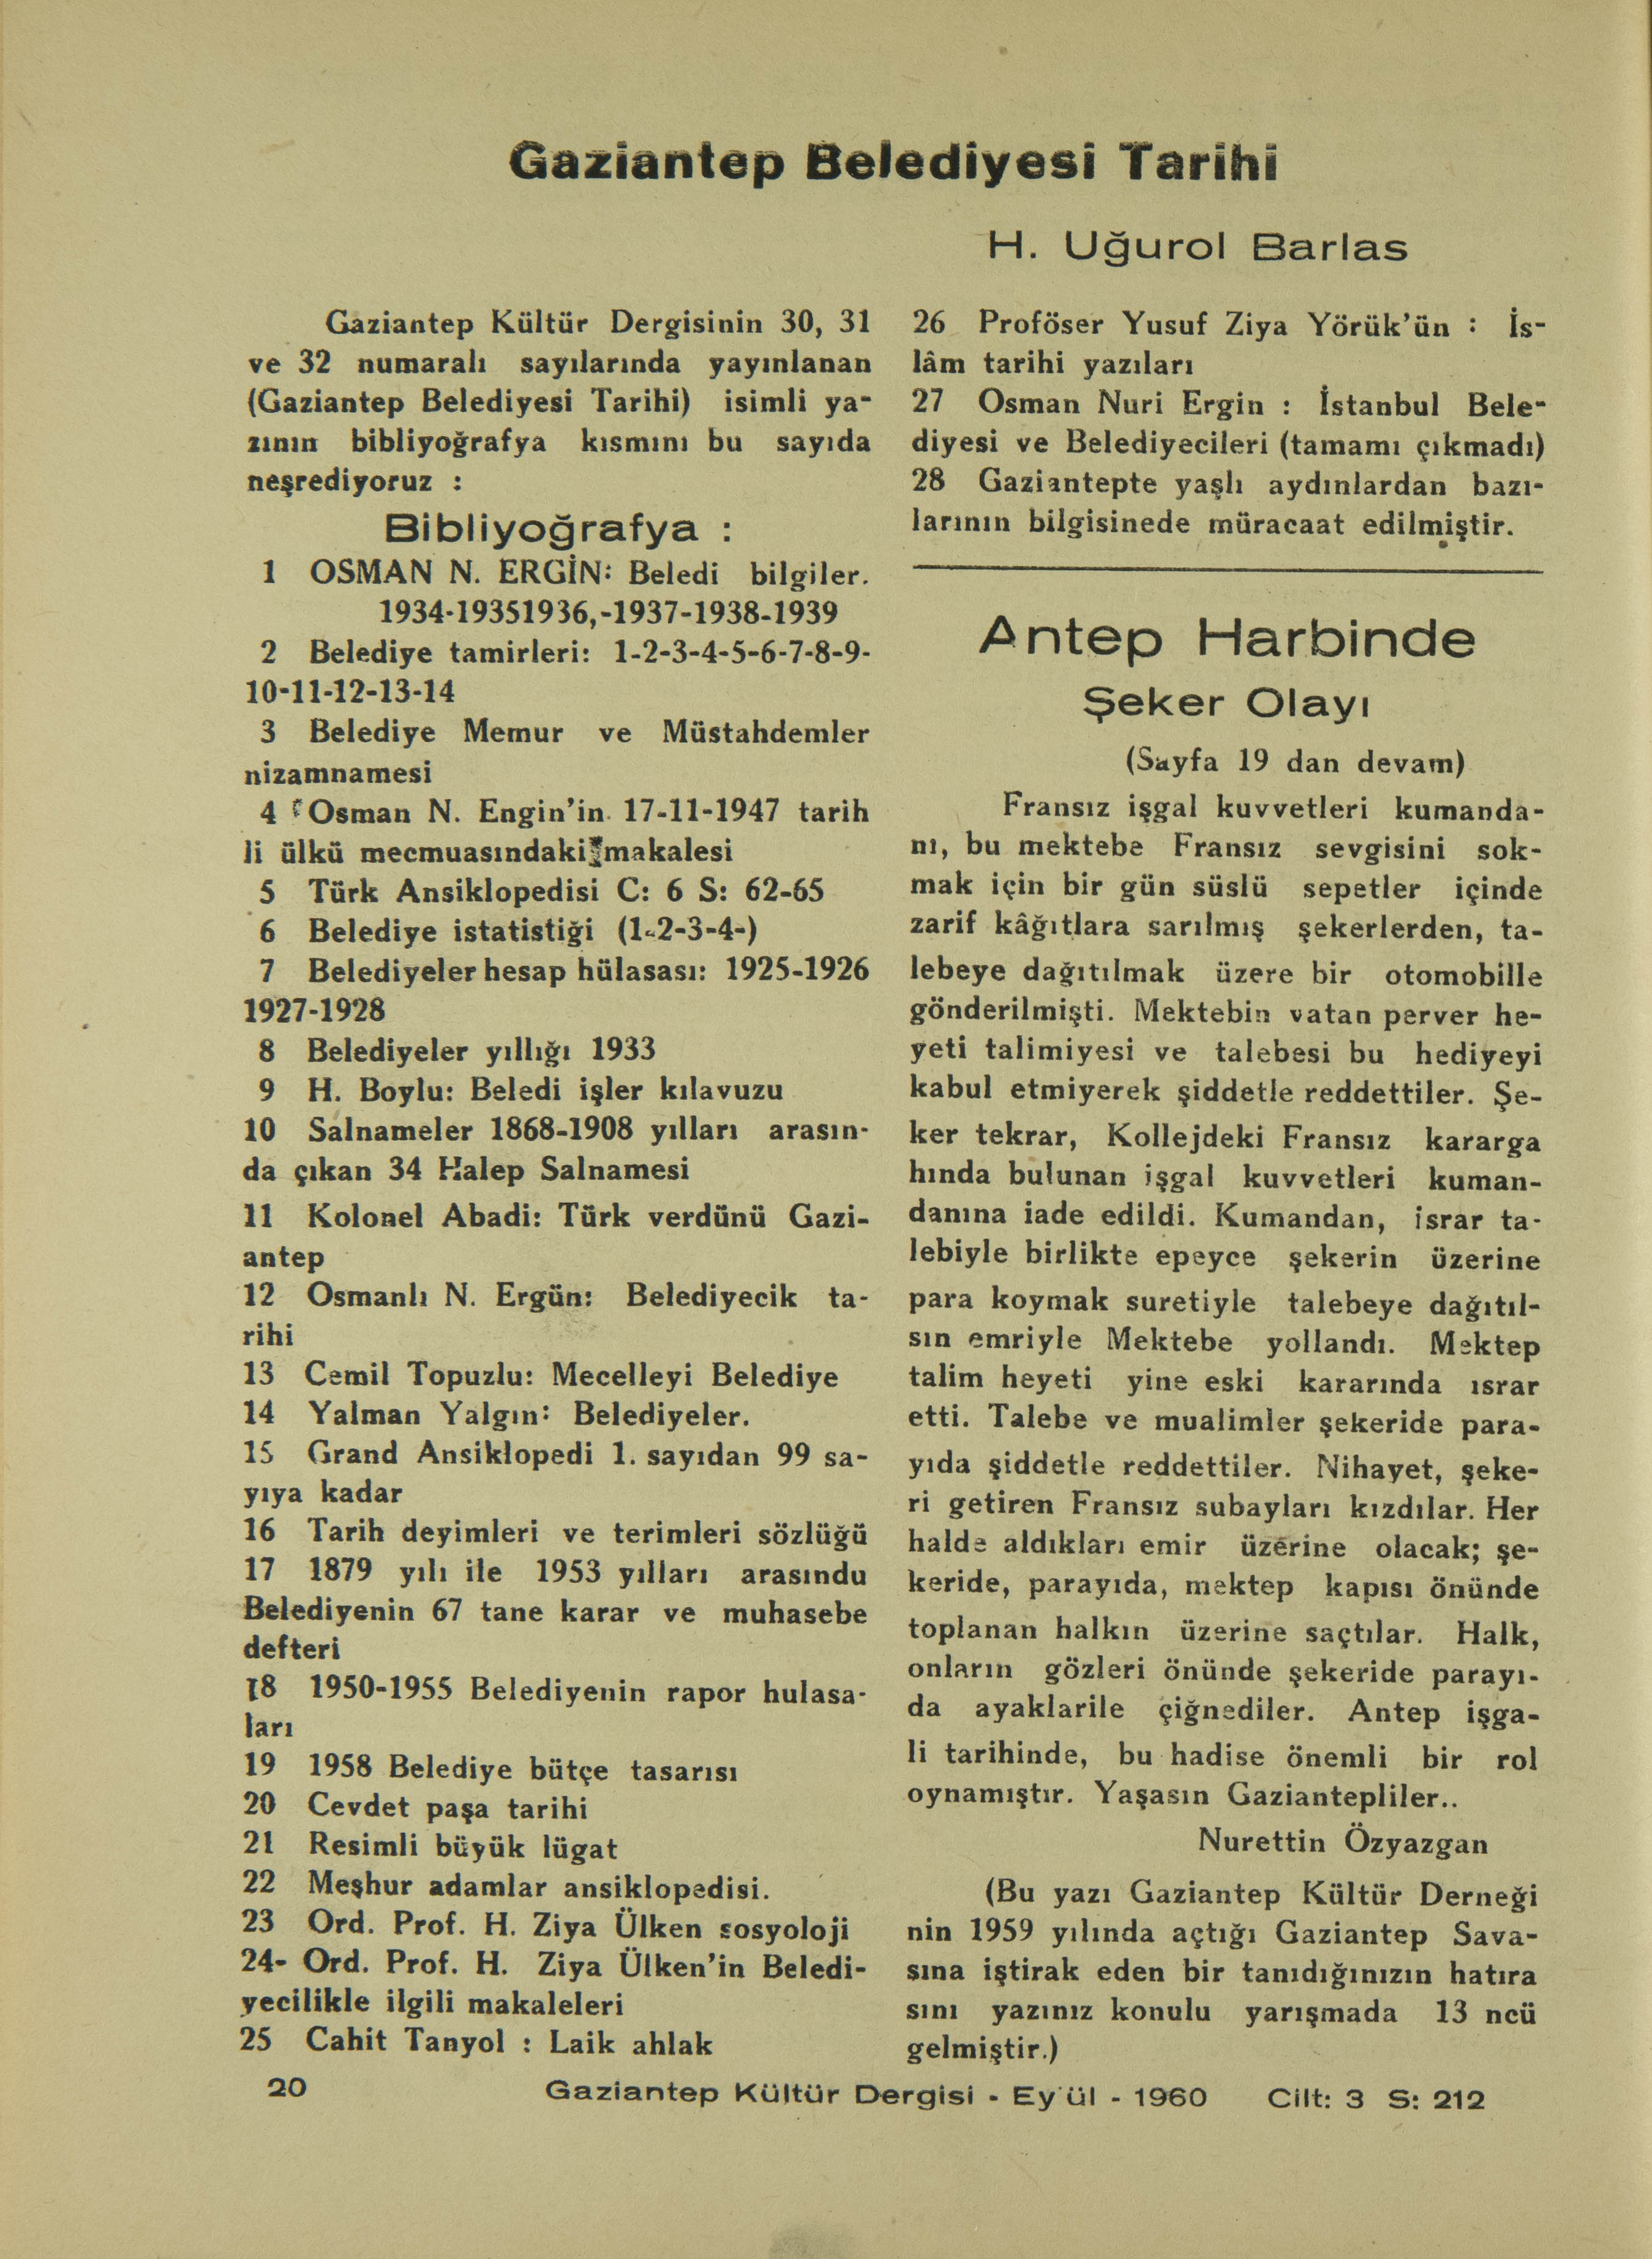 Gaziantep Belediyesi Tarihi
H. Uğurol Barlas
Gaziantep Kültür Dergisinin 30, 31
ve 32 numaralı sayılarında yayınlanan
(Gaziantep Belediyesi Tarihi) isimli ya-
zının bibliyoğrafya kısmını bu sayıda
neşrediyoruz :
Bibliyoğrafya :
1 OSMAN N. ERGİN: Beledi bilgiler.
1934-19351936,-1937-1938-1939
2 Belediye tamirleri: 1-2-3-4-5-6-7-8-9-
10-11-12-13-14
3 Belediye Memur ve Müstahdemler
nizamnamesi
4 Osman N. Engin'in 17-11-1947 tarih
li ülkü mecmuasındaki makalesi
5 Türk Ansiklopedisi C: 6 S: 62-65
6 Belediye istatistiği (1-2-3-4-)
7 Belediyeler hesap hülasası: 1925-1926
1927-1928
8 Belediyeler yıllığı 1933
9 H. Boylu: Beledi işler kılavuzu
10 Salnameler 1868-1908 yılları arasın-
da çıkan 34 Halep Salnamesi
11 Kolonel Abadi: Türk verdünü Gazi-
antep
12 Osmanlı N. Ergün: Belediyecik ta-
rihi
13 Cemil Topuzlu: Mecelleyi Belediye
14 Yalman Yalgın: Belediyeler.
15 Grand Ansiklopedi 1. sayıdan 99 sa-
yıya kadar
16 Tarih deyimleri ve terimleri sözlüğü
17 1879 yılı ile 1953 yılları arasındu
Belediyenin 67 tane karar ve muhasebe
defteri
18 1950-1955 Belediyenin rapor hulasa-
ları
19 1958 Belediye bütçe tasarısı
20 Cevdet paşa tarihi
21 Resimli büyük lügat
22 Meşhur adamlar ansiklopedisi.
23 Ord. Prof. H. Ziya Ülken sosyoloji
24- Ord. Prof. H. Ziya Ülken'in Beledi-
yecilikle ilgili makaleleri
25 Cahit Tanyol : Laik ahlak
26 Proföser Yusuf Ziya Yörük'ün : İs-
lâm tarihi yazıları
27 Osman Nuri Ergin : İstanbul Bele-
diyesi ve Belediyecileri (tamamı çıkmadı)
28 Gaziantepte yaşlı aydınlardan bazı-
larının bilgisinede müracaat edilmiştir.
Antep Harbinde
Şeker Olayı
(Sayfa 19 dan devam)
Fransız işgal kuvvetleri kumanda-
nı, bu mektebe Fransız sevgisini sok-
mak için bir gün süslü sepetler içinde
zarif kâğıtlara sarılmış şekerlerden, ta-
lebeye dağıtılmak üzere bir otomobille
gönderilmişti. Mektebin vatan perver he-
yeti talimiyesi ve talebesi bu hediyeyi
kabul etmiyerek şiddetle reddettiler. Şe-
ker tekrar, Kollejdeki Fransız kararga
hında bulunan işgal kuvvetleri kuman-
danına iade edildi. Kumandan, israr ta-
lebiyle birlikte epeyce şekerin üzerine
para koymak suretiyle talebeye dağıtıl-
sın emriyle Mektebe yollandı. Mektep
talim heyeti yine eski kararında ısrar
etti. Talebe ve mualimler şekeride para-
yıda şiddetle reddettiler. Nihayet, şeke-
ri getiren Fransız subayları kızdılar. Her
halde aldıkları emir üzerine olacak; şe-
keride, parayıda, mektep kapısı önünde
toplanan halkın üzerine saçtılar. Halk,
onların gözleri önünde şekeride parayı-
da ayaklarile çiğnediler. Antep işga-
li tarihinde, bu hadise önemli bir rol
oynamıştır. Yaşasın Gaziantepliler..
Nurettin Özyazgan
(Bu yazı Gaziantep Kültür Derneği
nin 1959 yılında açtığı Gaziantep Sava-
sına iştirak eden bir tanıdığınızın hatıra
sını yazınız konulu yarışmada 13 ncü
gelmiştir.)
20 Gaziantep Kültür Dergisi - Ey ül - 1960 Cilt: 3 S: 212